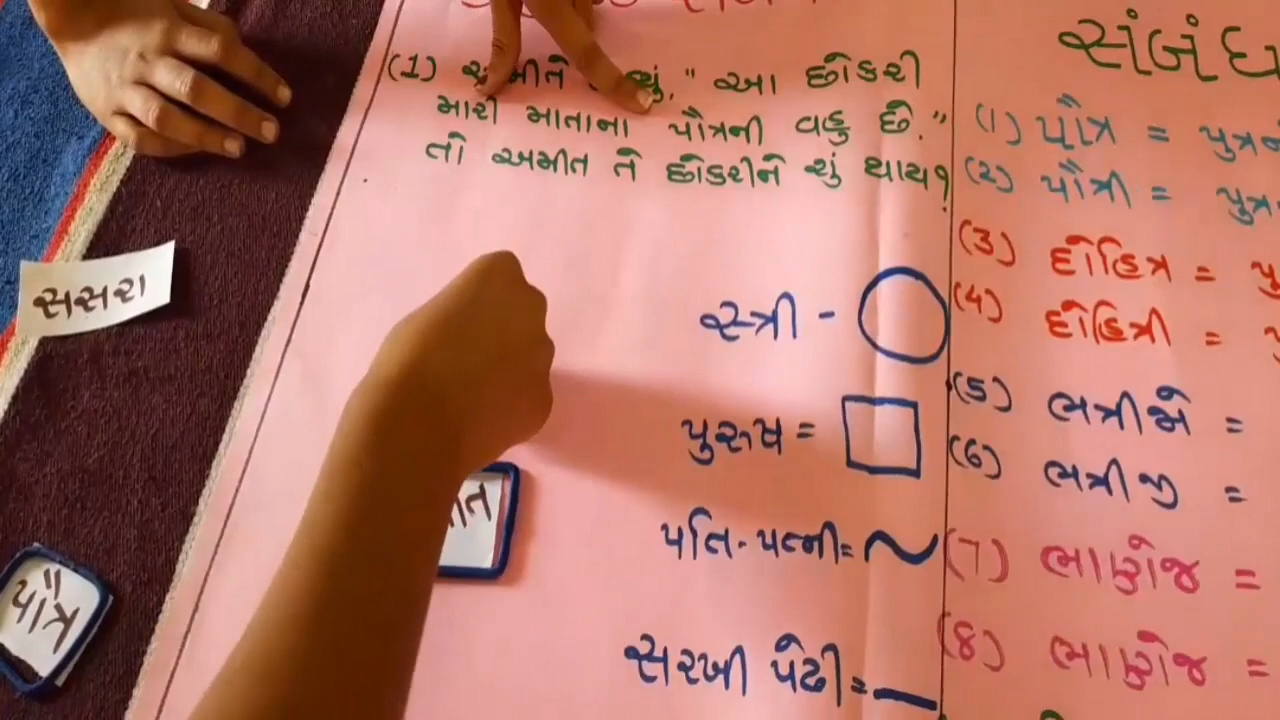 (1) આ છોકરી
મારી માતાના પૌત્રની વહુ છે."
તો અમીત તે છોકરીને શું થાય?
સ્ત્રી -
પુરુષ =
પતિ-પત્ની =
સરખી પેઢી =
સંબંધ
(1) પૌત્ર =
(2) પૌત્રી =
(3) દોહિત્ર =
(4) દોહિત્રી =
(5) ભત્રીજો =
(6) ભત્રીજી =
(7) ભાણેજ =
(8) ભાણેજ =
સસરા
પૌત્ર